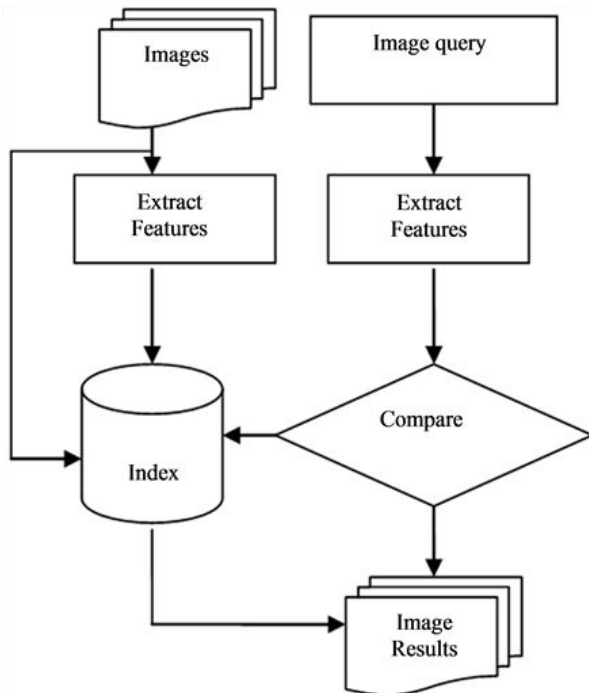 Images
Image query
Extract
Features
Extract
Features
Compare
Index
Image
Results